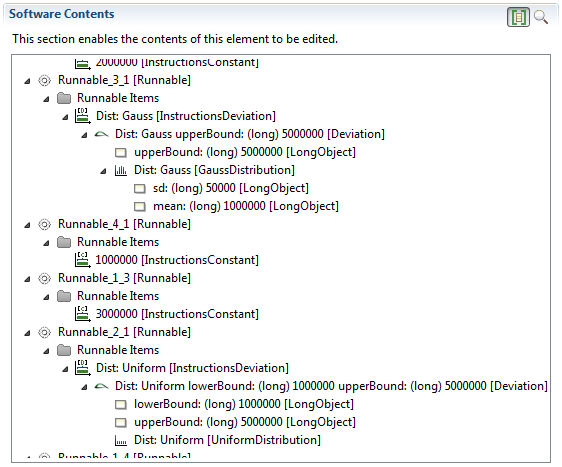 Software Contents
This section enables the contents of this element to be edited.
2000000 [InstructionsConstant]
Runnable_3_1 [Runnable]
Runnable Items
Dist: Gauss [InstructionsDeviation]
Dist: Gauss upperBound: (long) 5000000 [Deviation]
upperBound: (long) 5000000 [LongObject]
Dist: Gauss [GaussDistribution]
sd: (long) 50000 [LongObject]
mean: (long) 1000000 [LongObject]
Runnable_4_1 [Runnable]
Runnable Items
1000000 [InstructionsConstant]
Runnable_1_3 [Runnable]
Runnable Items
3000000 [InstructionsConstant]
Runnable_2_1 [Runnable]
Runnable Items
Dist: Uniform [InstructionsDeviation]
Dist: Uniform lowerBound: (long) 1000000 upperBound: (long) 5000000 [Deviation]
lowerBound: (long) 1000000 [LongObject]
upperBound: (long) 5000000 [LongObject]
Dist: Uniform [UniformDistribution]
Runnable_1_4 [Runnable]